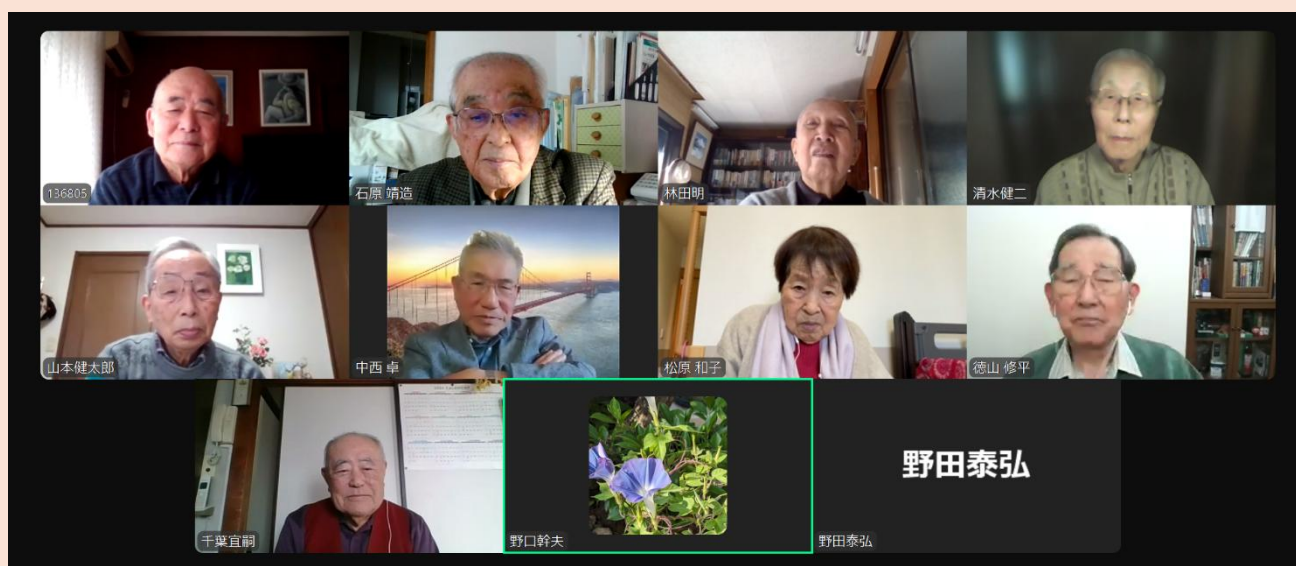 136805
石原 靖造
林田明
清水健二
山本健太郎
中西 卓
松原 和子
徳山 修平
千葉宜嗣
野口幹夫
野田泰弘
野田泰弘